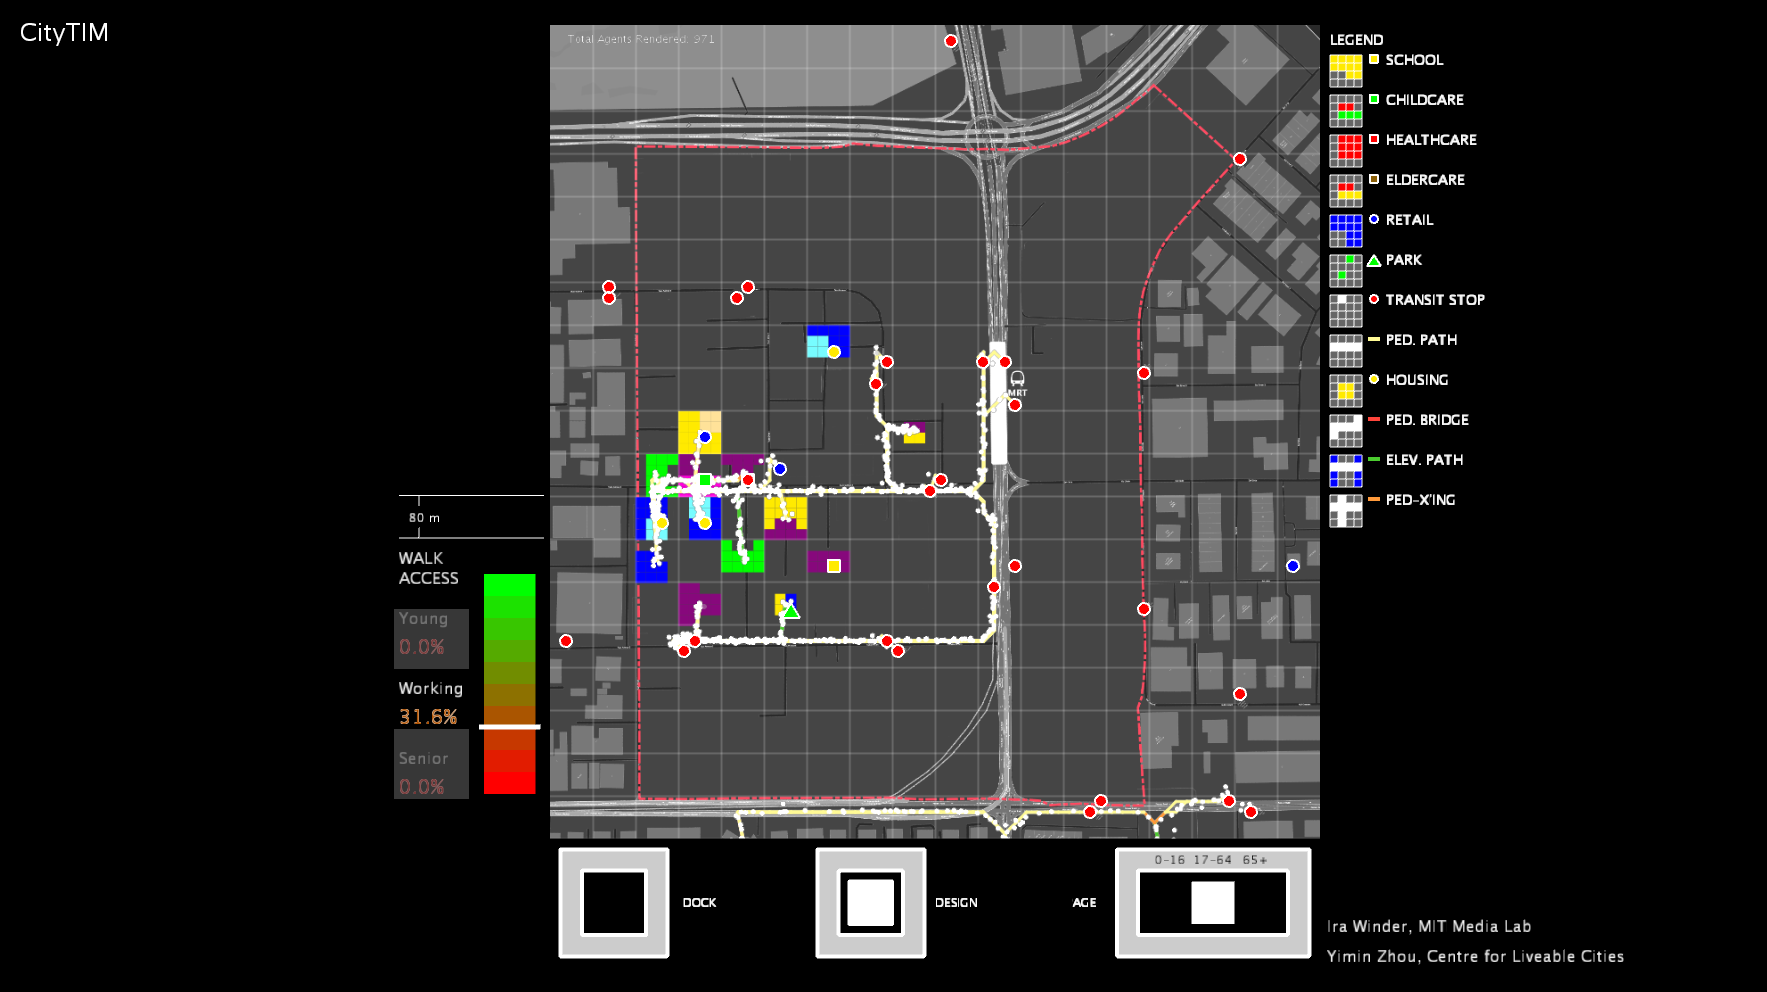 CityTIM
Total Agents Rendered: 971
LEGEND
SCHOOL
CHILDCARE
HEALTHCARE
ELDERCARE
RETAIL
PARK
TRANSIT STOP
PED. PATH
HOUSING
PED. BRIDGE
ELEV. PATH
PED-X'ING
MRT
80 m
WALK
ACCESS
Young
0.0%
Working
31.6%
Senior
0.0%
DOCK
DESIGN
AGE
0-16 17-64 65+
Ira Winder, MIT Media Lab
Yimin Zhou, Centre for Liveable Cities